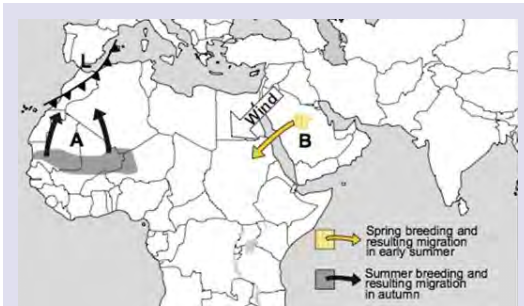 L
Wind
A
B
Spring breeding and
resulting migration
in early summer
Summer breeding and
resulting migration
in autumn